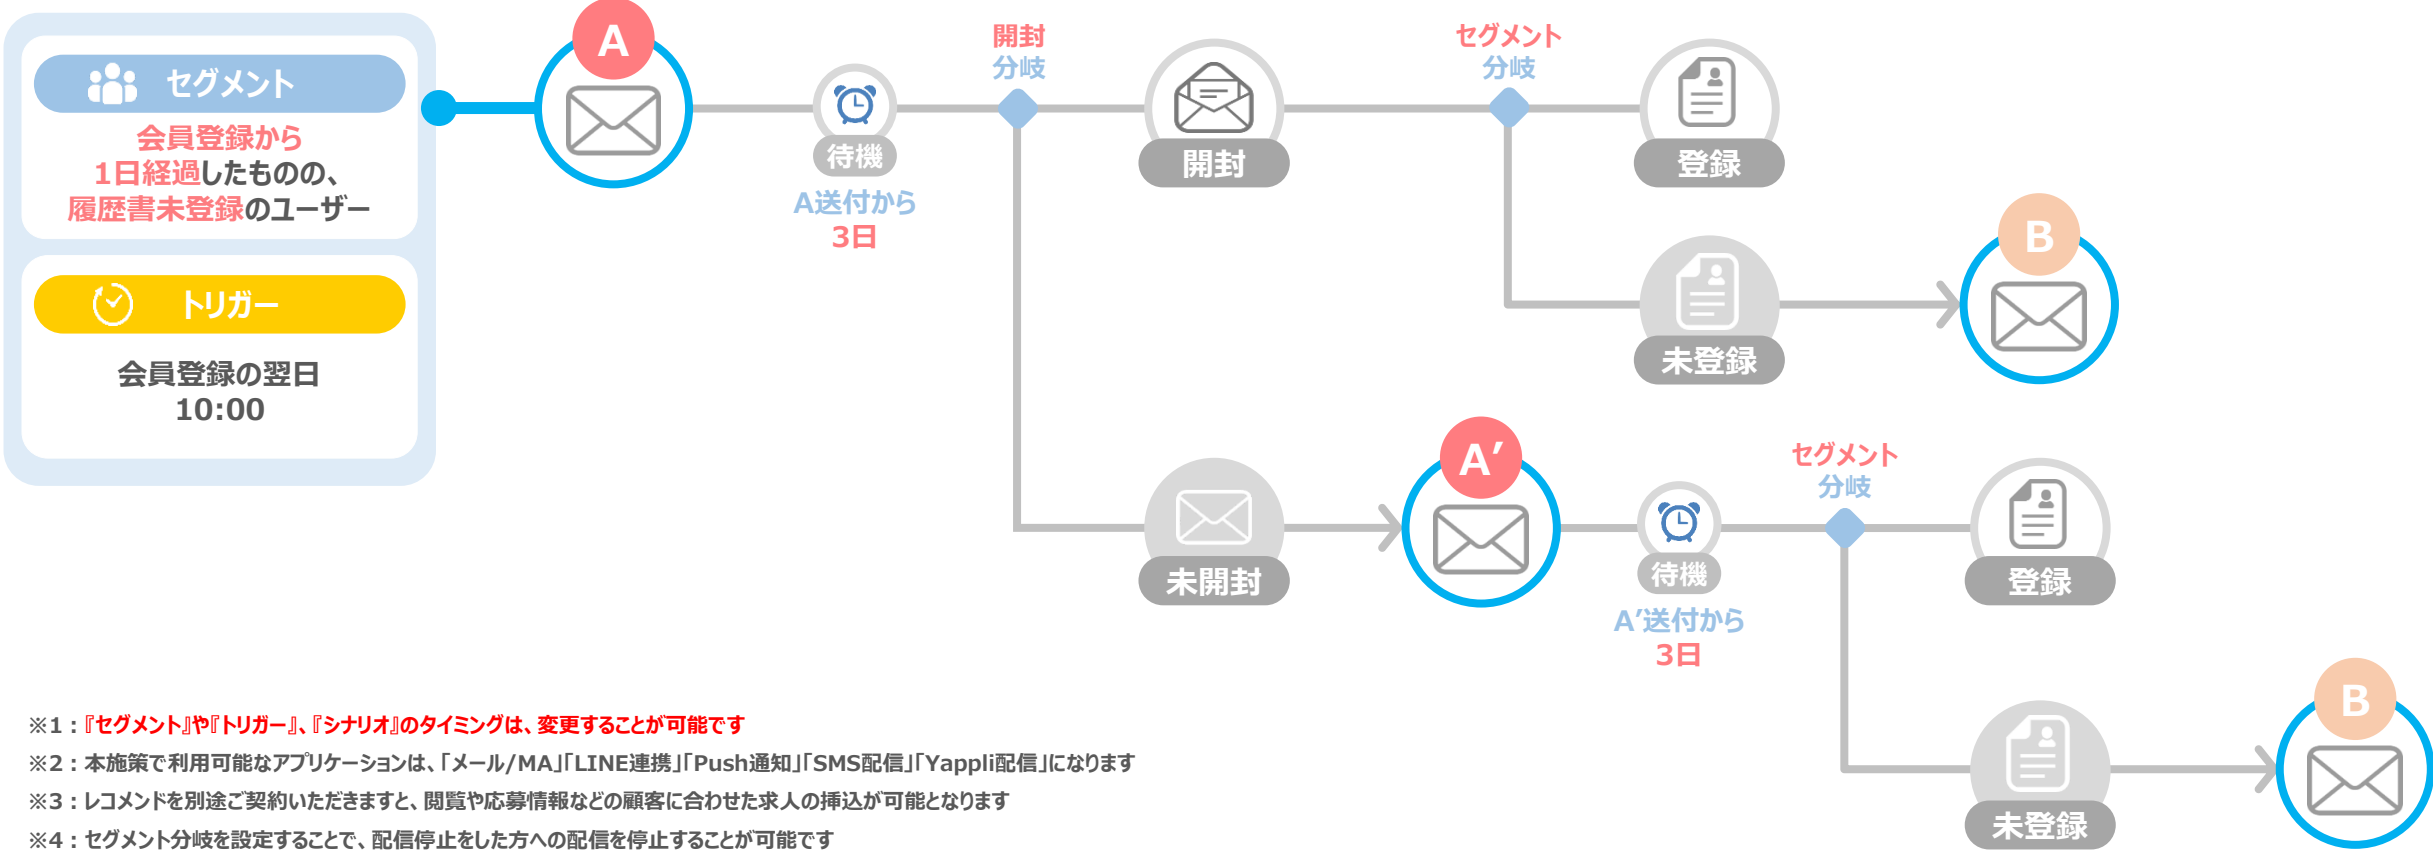 セグメント
会員登録から
1日経過したものの、
履歴書未登録のユーザー
トリガー
会員登録の翌日
10:00
A
待機
A送付から
3日
開封
分岐
開封
セグメント
分岐
登録
未登録
B
未開封
A′
待機
A′送付から
3日
セグメント
分岐
登録
未登録
B
※1：『セグメント』や『トリガー』、『シナリオ』のタイミングは、変更することが可能です
※2：本施策で利用可能なアプリケーションは、「メール/MA」「LINE連携」「Push通知」「SMS配信」「Yappli配信」になります
※3：レコメンドを別途ご契約いただきますと、閲覧や応募情報などの顧客に合わせた求人の挿込が可能となります
※4：セグメント分岐を設定することで、配信停止をした方への配信を停止することが可能です